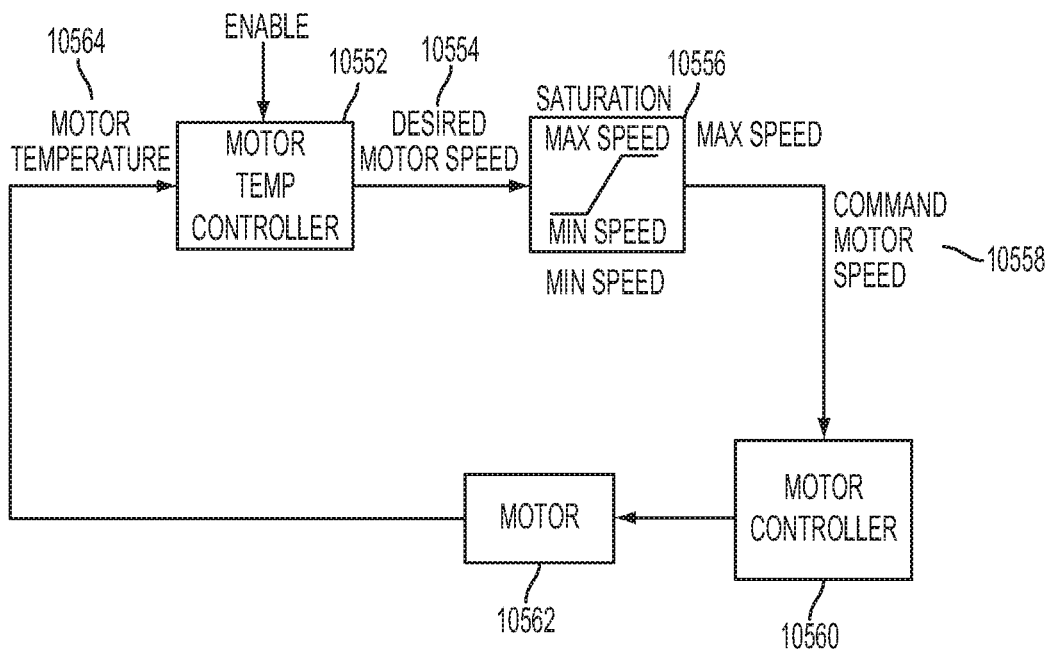 10564
ENABLE
10552
10554
10556
MOTOR
TEMPERATURE
MOTOR
TEMP
CONTROLLER
DESIRED
MOTOR SPEED
SATURATION
MAX SPEED
MIN SPEED
MAX SPEED
MIN SPEED
COMMAND
MOTOR
SPEED
10558
MOTOR
CONTROLLER
10560
MOTOR
10562